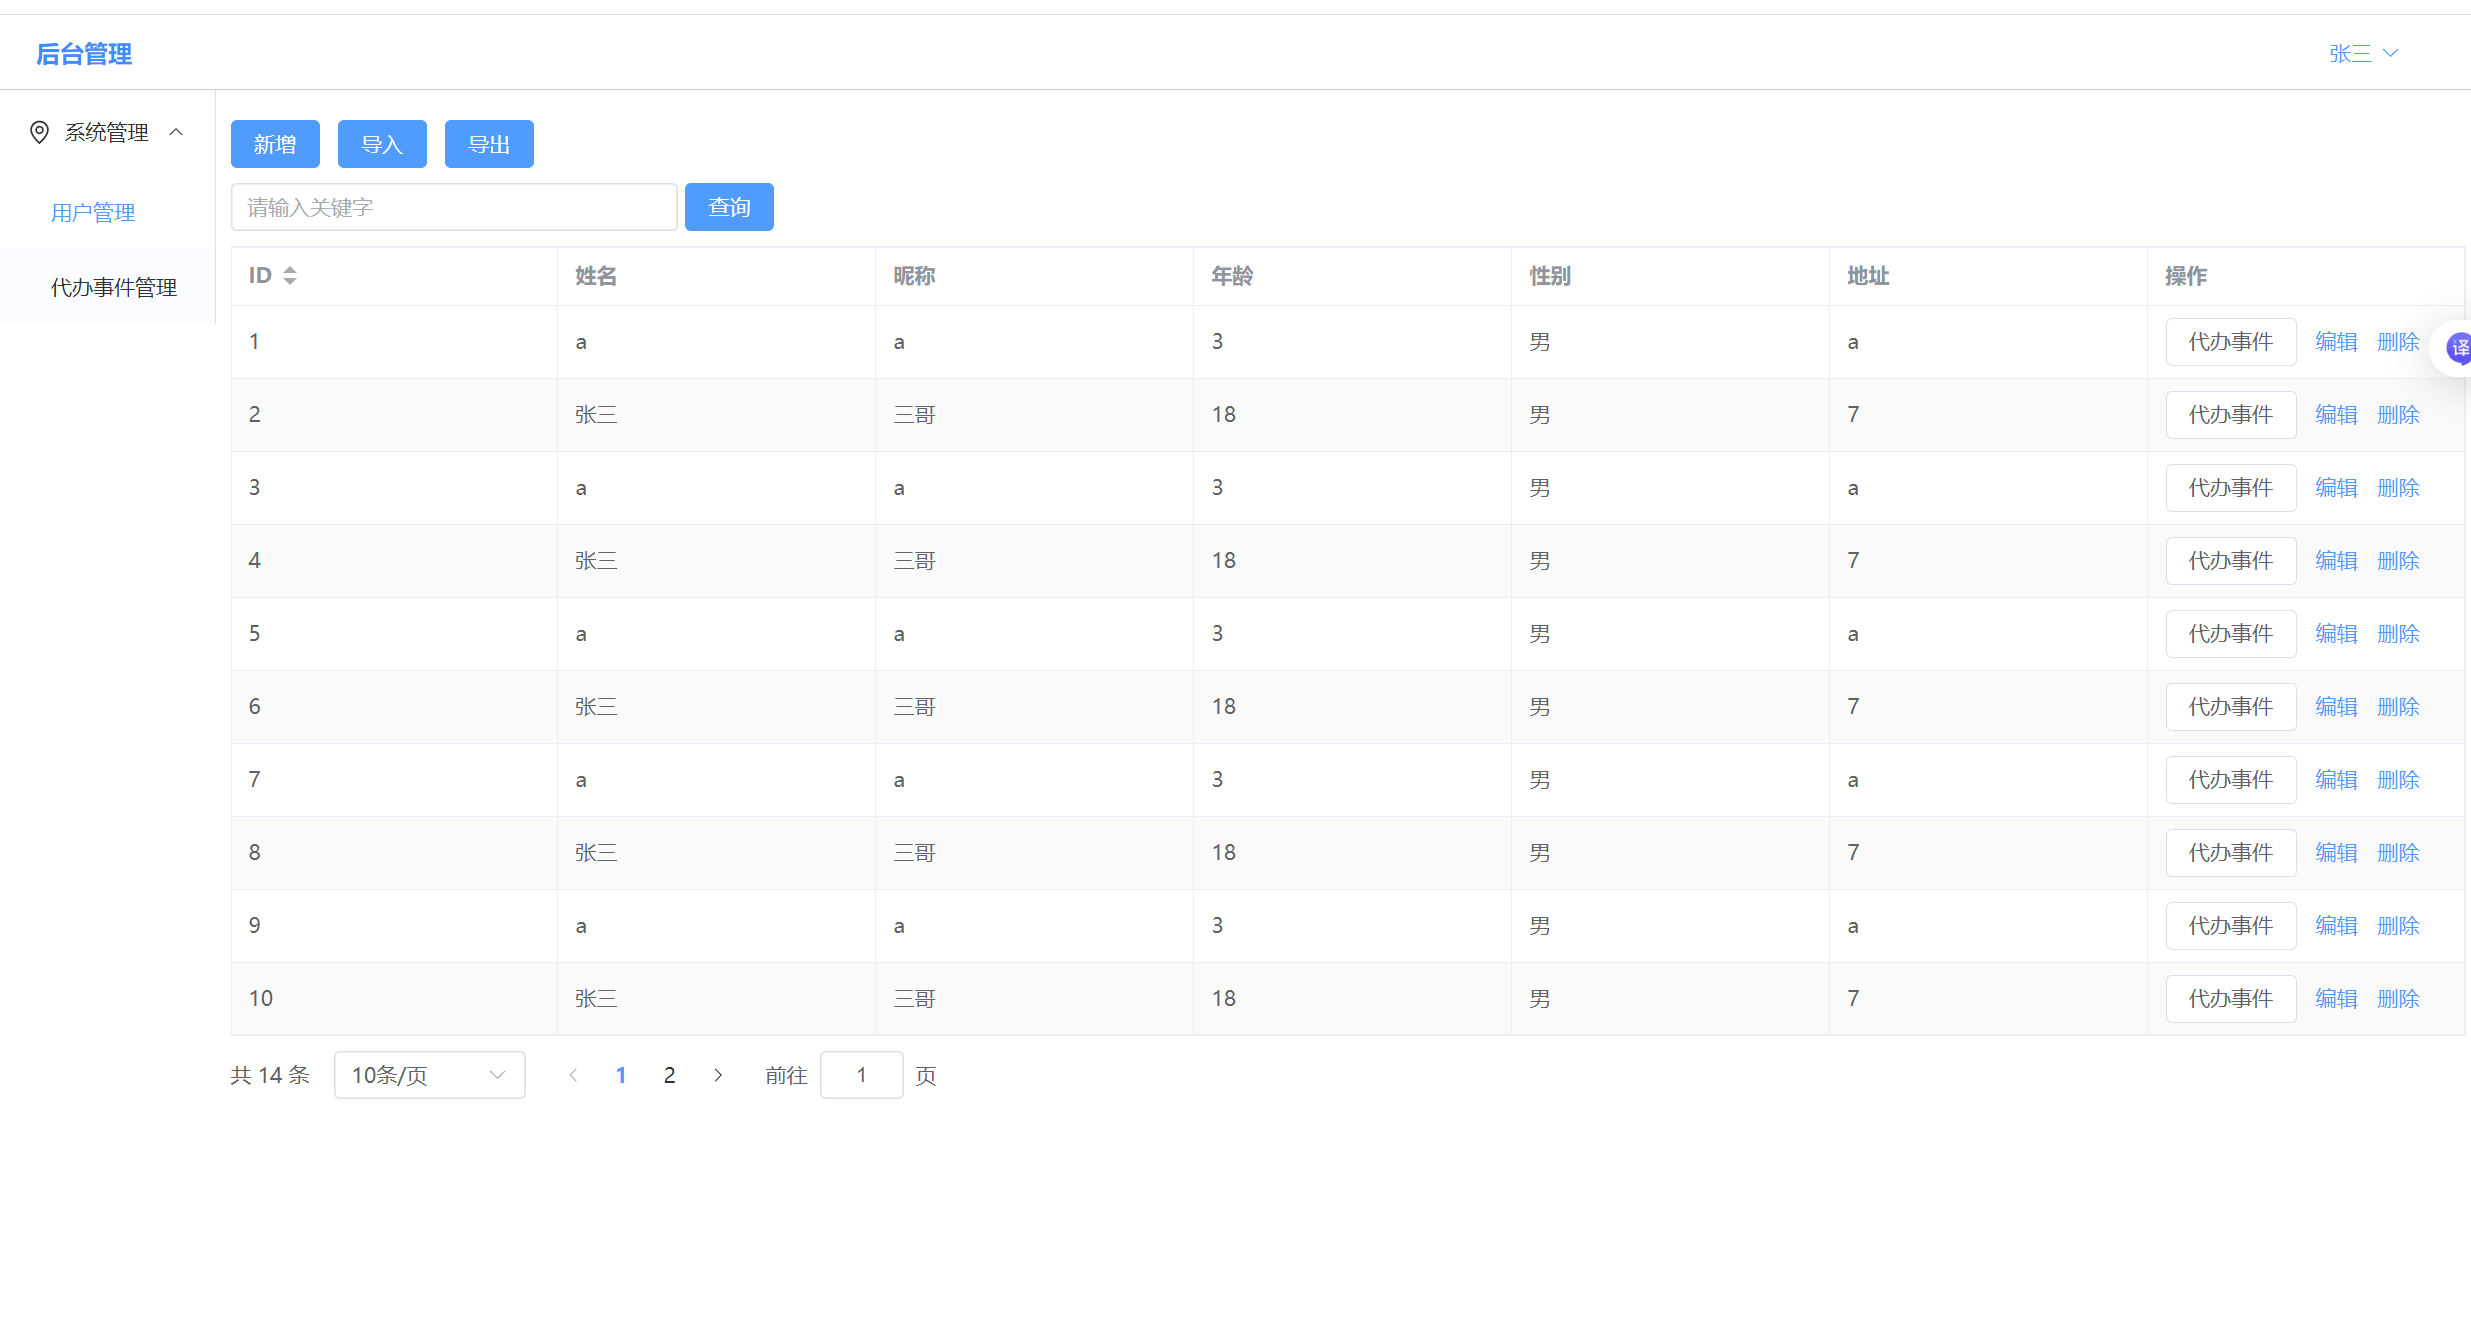 后台管理
张三
系统管理
用户管理
代办事件管理
新增 导入 导出
请输入关键字 查询
ID 姓名 昵称 年龄 性别 地址 操作
1 a a 3 男 a 代办事件 编辑 删除
译
2 张三 三哥 18 男 7 代办事件 编辑 删除
3 a a 3 男 a 代办事件 编辑 删除
4 张三 三哥 18 男 7 代办事件 编辑 删除
5 a a 3 男 a 代办事件 编辑 删除
6 张三 三哥 18 男 7 代办事件 编辑 删除
7 a a 3 男 a 代办事件 编辑 删除
8 张三 三哥 18 男 7 代办事件 编辑 删除
9 a a 3 男 a 代办事件 编辑 删除
10 张三 三哥 18 男 7 代办事件 编辑 删除
共 14 条 10条/页 1 2 前往 1 页